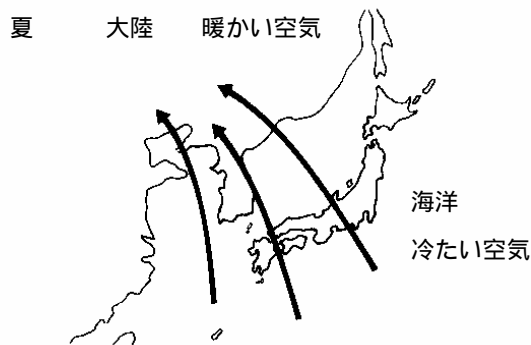 夏 大陸 暖かい空気
海洋
冷たい空気